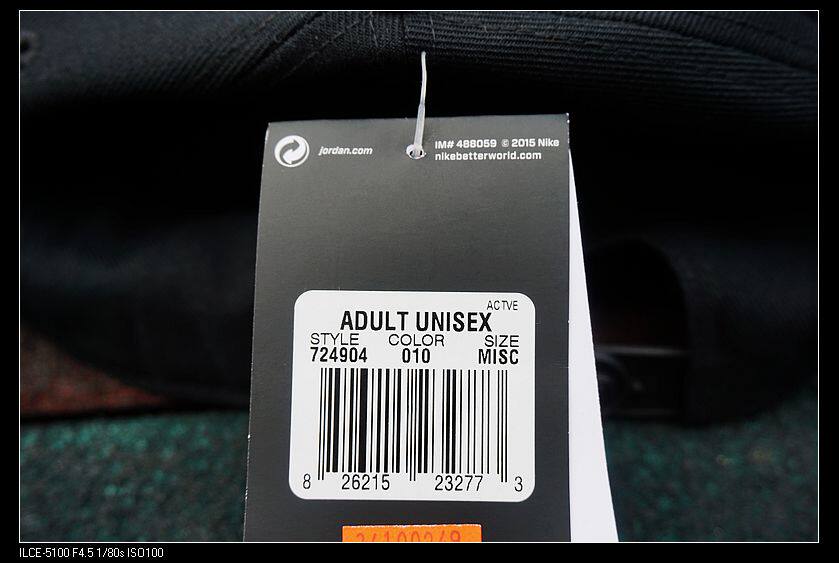 jordan.com
IM# 488059 © 2015 Nike
nikebetterworld.com
ACTVE
ADULT UNISEX
STYLE COLOR SIZE
724904 010 MISC
8 26215 23277 3
ILCE-5100 F4.5 1/80s ISO100